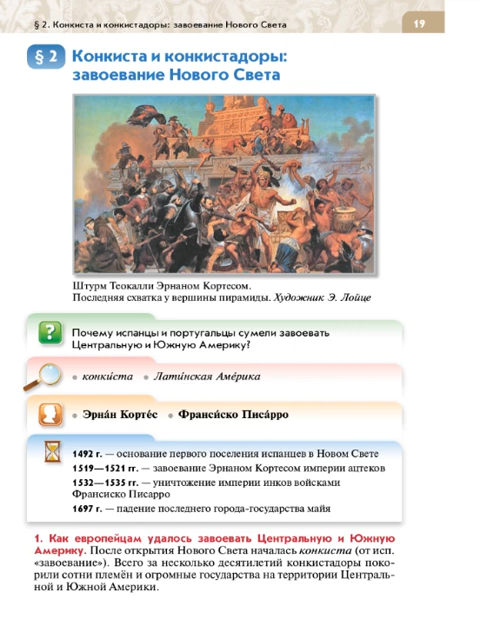 § 2. Конкиста и конкистадоры: завоевание Нового Света
19
§ 2
Конкиста и конкистадоры:
завоевание Нового Света
Штурм Теокалли Эрнаном Кортесом.
Последняя схватка у вершины пирамиды. Художник Э. Лойце
?
Почему испанцы и португальцы сумели завоевать
Центральную и Южную Америку?
• конки́ста • Лати́нская Аме́рика
• Эрна́н Корте́с • Франси́ско Писа́рро
1492 г. — основание первого поселения испанцев в Новом Свете
1519—1521 гг. — завоевание Эрнаном Кортесом империи ацтеков
1532—1535 гг. — уничтожение империи инков войсками
Франсиско Писарро
1697 г. — падение последнего города-государства майя
1. Как европейцам удалось завоевать Центральную и Южную
Америку. После открытия Нового Света началась конкиста (от исп.
«завоевание»). Всего за несколько десятилетий конкистадоры поко-
рили сотни племён и огромные государства на территории Централь-
ной и Южной Америки.